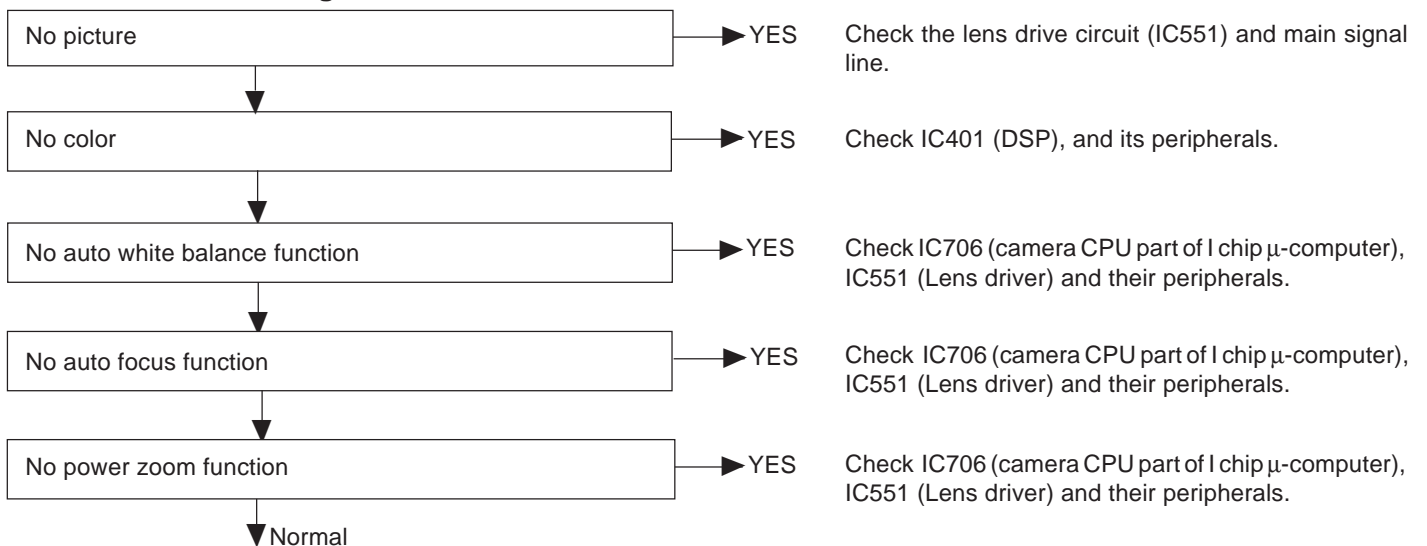 No picture
YES
Check the lens drive circuit (IC551) and main signal
line.
No color
YES
Check IC401 (DSP), and its peripherals.
No auto white balance function
YES
Check IC706 (camera CPU part of I chip μ-computer),
IC551 (Lens driver) and their peripherals.
No auto focus function
YES
Check IC706 (camera CPU part of I chip μ-computer),
IC551 (Lens driver) and their peripherals.
No power zoom function
YES
Check IC706 (camera CPU part of I chip μ-computer),
IC551 (Lens driver) and their peripherals.
Normal